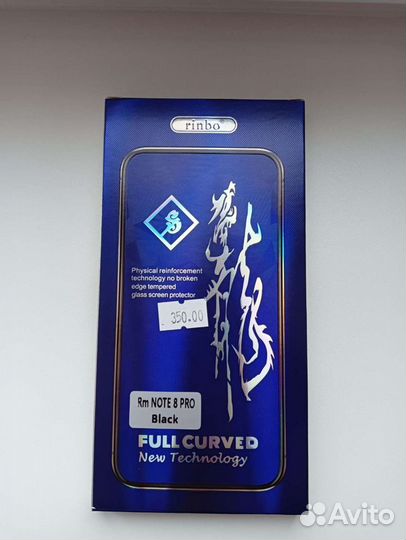 rinbo
Physical reinforcement
technology no broken
edge tempered
glass screen protector
350.00
Rm NOTE 8 PRO
Black
FULL CURVED
New Technology
Avito